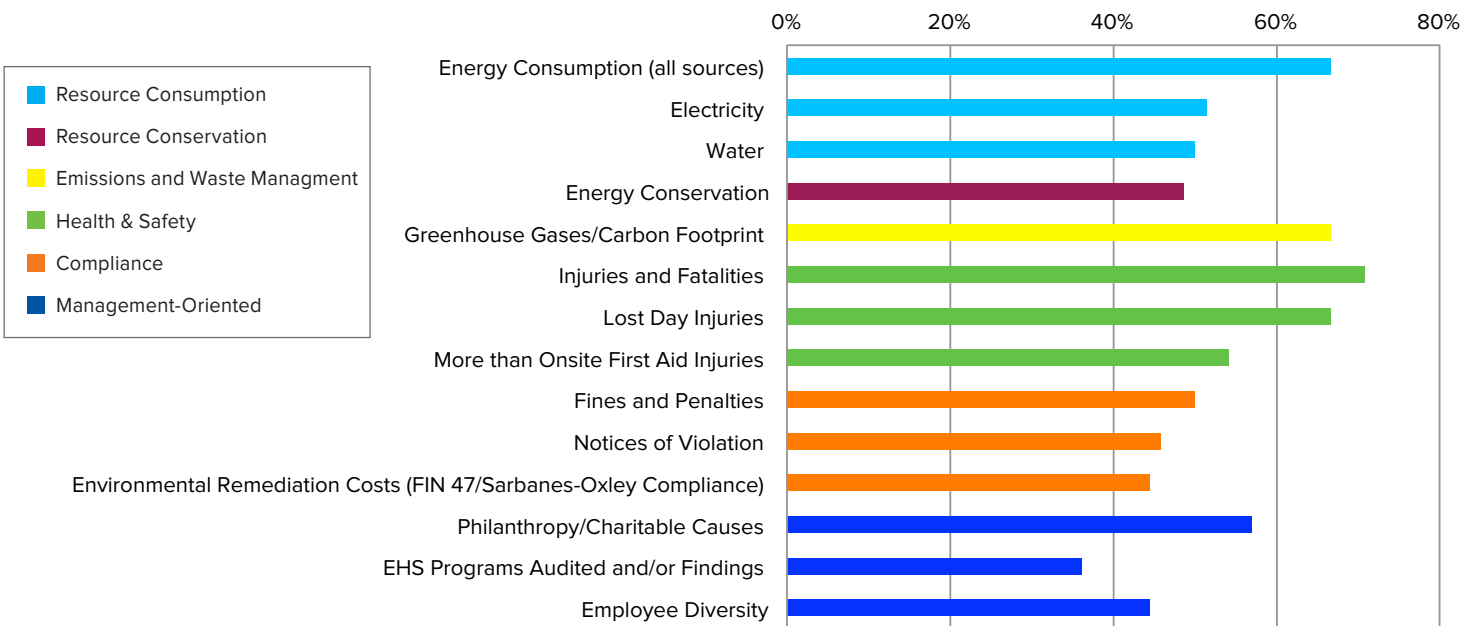 0% 20% 40% 60% 80%
Resource Consumption
Resource Conservation
Emissions and Waste Managment
Health & Safety
Compliance
Management-Oriented
Energy Consumption (all sources)
Electricity
Water
Energy Conservation
Greenhouse Gases/Carbon Footprint
Injuries and Fatalities
Lost Day Injuries
More than Onsite First Aid Injuries
Fines and Penalties
Notices of Violation
Environmental Remediation Costs (FIN 47/Sarbanes-Oxley Compliance)
Philanthropy/Charitable Causes
EHS Programs Audited and/or Findings
Employee Diversity